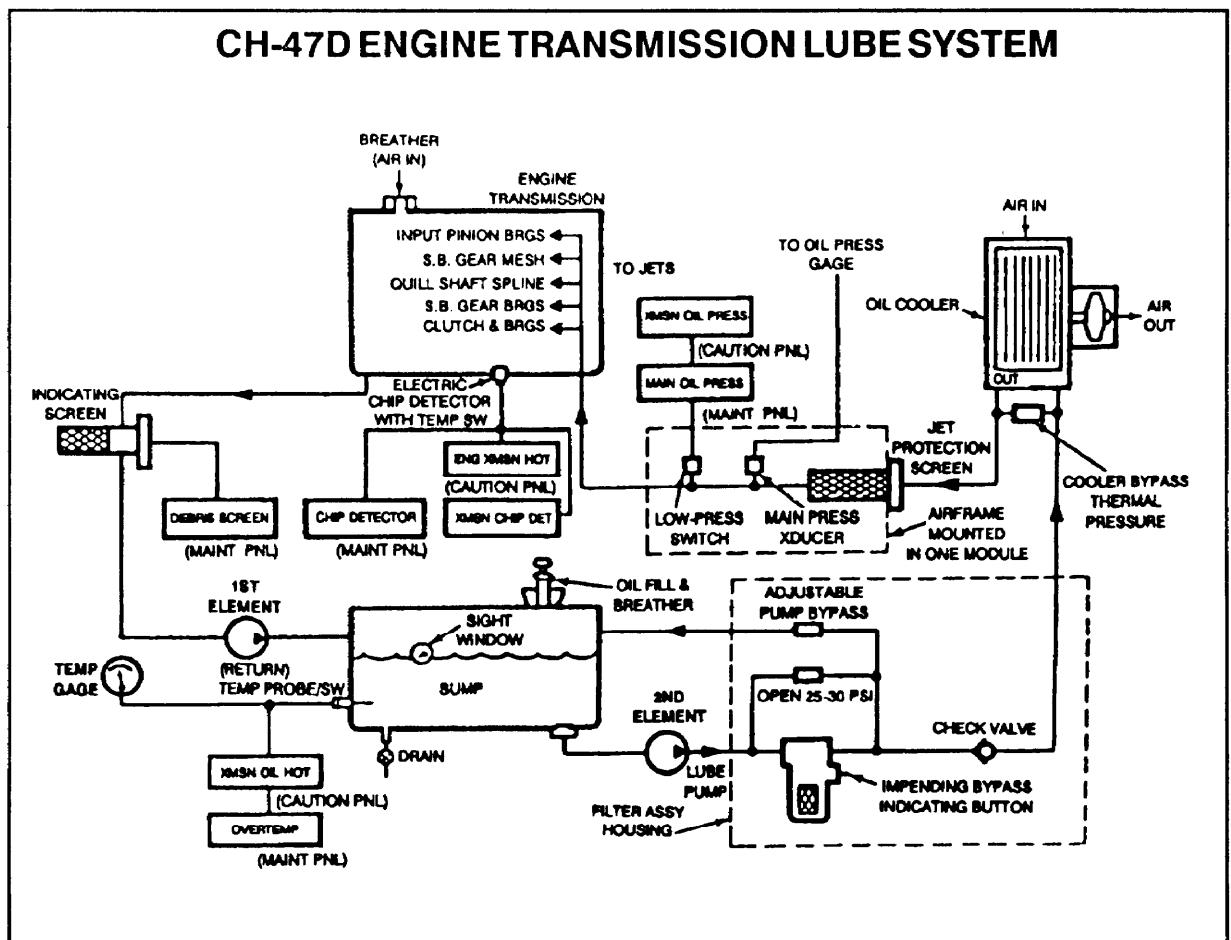 CH-47D ENGINE TRANSMISSION LUBE SYSTEM
BREATHER
(AIR IN)
ENGINE
TRANSMISSION
INPUT PINION BRGS
S.B. GEAR MESH
QUILL SHAFT SPLINE
S.B. GEAR BRGS
CLUTCH & BRGS
TO JETS
TO OIL PRESS
GAGE
AIR IN
OIL COOLER
AIR
OUT
OUT
XMSN OIL PRESS
(CAUTION PNL)
MAIN OIL PRESS
(MAINT PNL)
INDICATING
SCREEN
ELECTRIC
CHIP DETECTOR
WITH TEMP SW
ENG XMSN HOT
(CAUTION PNL)
XMSN CHIP DET
DEBRIS SCREEN
(MAINT PNL)
CHIP DETECTOR
(MAINT PNL)
LOW-PRESS
SWITCH
MAIN PRESS
XDUCER
JET
PROTECTION
SCREEN
AIRFRAME
MOUNTED
IN ONE MODULE
COOLER BYPASS
THERMAL
PRESSURE
1ST
ELEMENT
(RETURN)
OIL FILL &
BREATHER
SIGHT
WINDOW
SUMP
TEMP
GAGE
TEMP PROBE/SW
DRAIN
XMSN OIL HOT
(CAUTION PNL)
OVERTEMP
(MAINT PNL)
2ND
ELEMENT
LUBE
PUMP
ADJUSTABLE
PUMP BYPASS
OPEN 25-30 PSI
CHECK VALVE
IMPENDING BYPASS
INDICATING BUTTON
FILTER ASSY
HOUSING